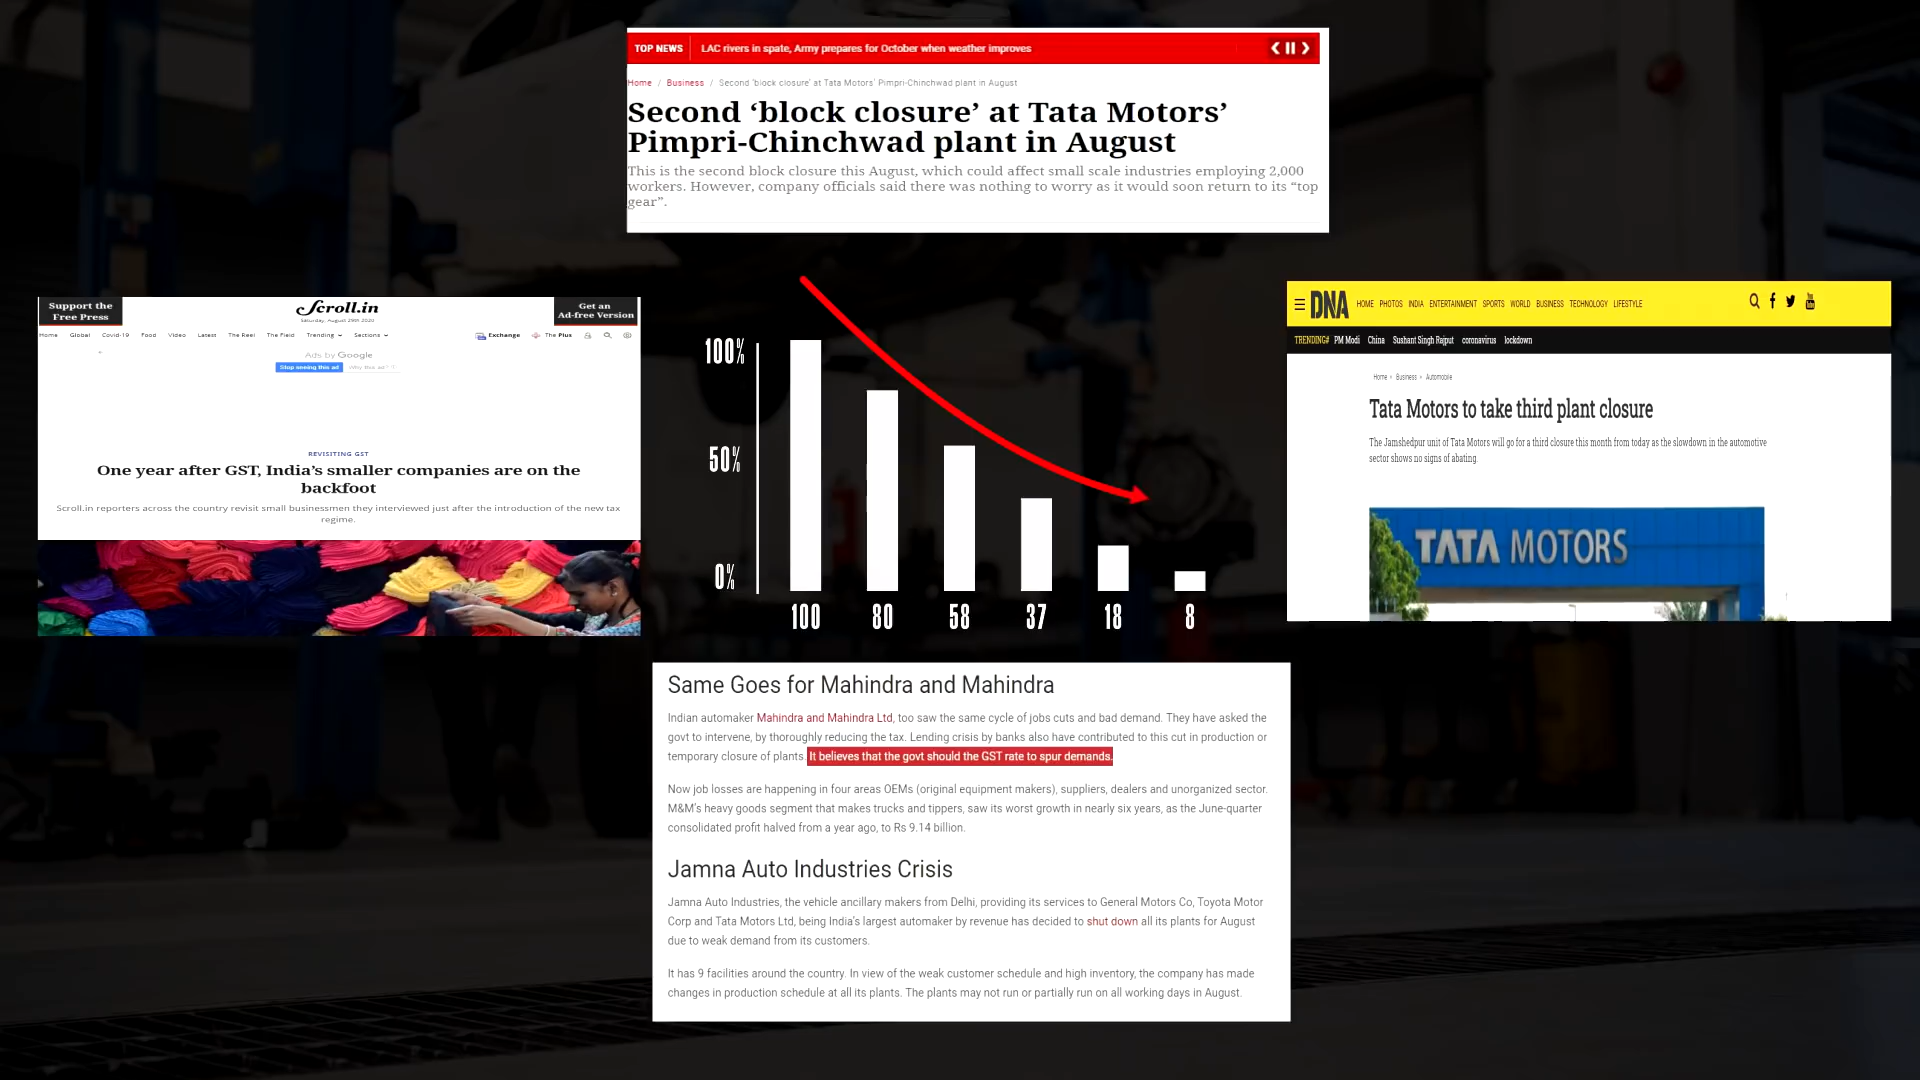 TOP NEWS
LAC rivers in spate, Army prepares for October when weather improves
Home / Business / Second 'block closure' at Tata Motors' Pimpri-Chinchwad plant in August
Second ‘block closure’ at Tata Motors’
Pimpri-Chinchwad plant in August
This is the second block closure this August, which could affect small scale industries employing 2,000
workers. However, company officials said there was nothing to worry as it would soon return to its “top
gear”.
Support the
Free Press
Scroll.in
Saturday, August 29th 2020
Get an
Ad-free Version
Home Global Covid-19 Food Video Latest The Reel The Field Trending Sections Exchange The Plus
Ads by Google
Stop seeing this ad Why this ad?
REVISITING GST
One year after GST, India’s smaller companies are on the
backfoot
Scroll.in reporters across the country revisit small businessmen they interviewed just after the introduction of the new tax
regime.
100%
50%
0%
100 80 58 37 18 8
DNA HOME PHOTOS INDIA ENTERTAINMENT SPORTS WORLD BUSINESS TECHNOLOGY LIFESTYLE
TRENDING# PM Modi China Sushant Singh Rajput coronavirus lockdown
Home » Business » Automobile
Tata Motors to take third plant closure
The Jamshedpur unit of Tata Motors will go for a third closure this month from today as the slowdown in the automotive
sector shows no signs of abating.
TATA MOTORS
Same Goes for Mahindra and Mahindra
Indian automaker Mahindra and Mahindra Ltd, too saw the same cycle of jobs cuts and bad demand. They have asked the
govt to intervene, by thoroughly reducing the tax. Lending crisis by banks also have contributed to this cut in production or
temporary closure of plants. It believes that the govt should the GST rate to spur demands.
Now job losses are happening in four areas OEMs (original equipment makers), suppliers, dealers and unorganized sector.
M&M’s heavy goods segment that makes trucks and tippers, saw its worst growth in nearly six years, as the June-quarter
consolidated profit halved from a year ago, to Rs 9.14 billion.
Jamna Auto Industries Crisis
Jamna Auto Industries, the vehicle ancillary makers from Delhi, providing its services to General Motors Co, Toyota Motor
Corp and Tata Motors Ltd, being India’s largest automaker by revenue has decided to shut down all its plants for August
due to weak demand from its customers.
It has 9 facilities around the country. In view of the weak customer schedule and high inventory, the company has made
changes in production schedule at all its plants. The plants may not run or partially run on all working days in August.